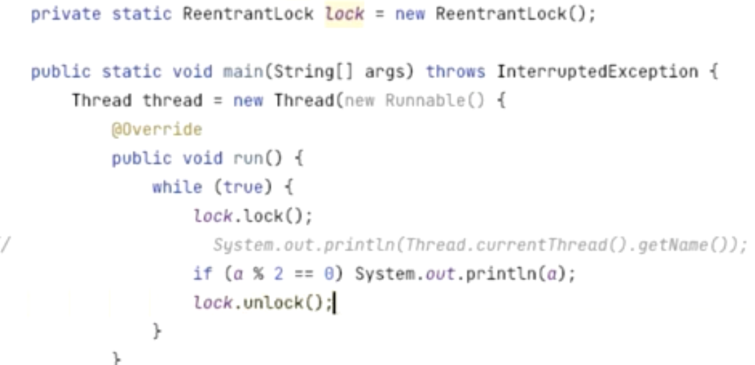 private static ReentrantLock lock = new ReentrantLock();
public static void main(String[] args) throws InterruptedException {
Thread thread = new Thread(new Runnable() {
@Override
public void run() {
while (true) {
lock.lock();
/ System.out.println(Thread.currentThread().getName());
if (a % 2 == 0) System.out.println(a);
lock.unlock();
}
}